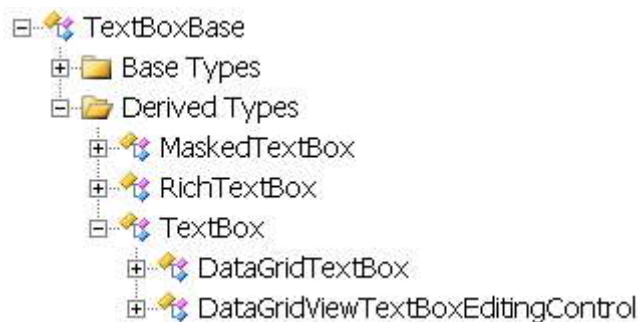 TextBoxBase
Base Types
Derived Types
MaskedTextBox
RichTextBox
TextBox
DataGridTextBox
DataGridViewTextBoxEditingControl